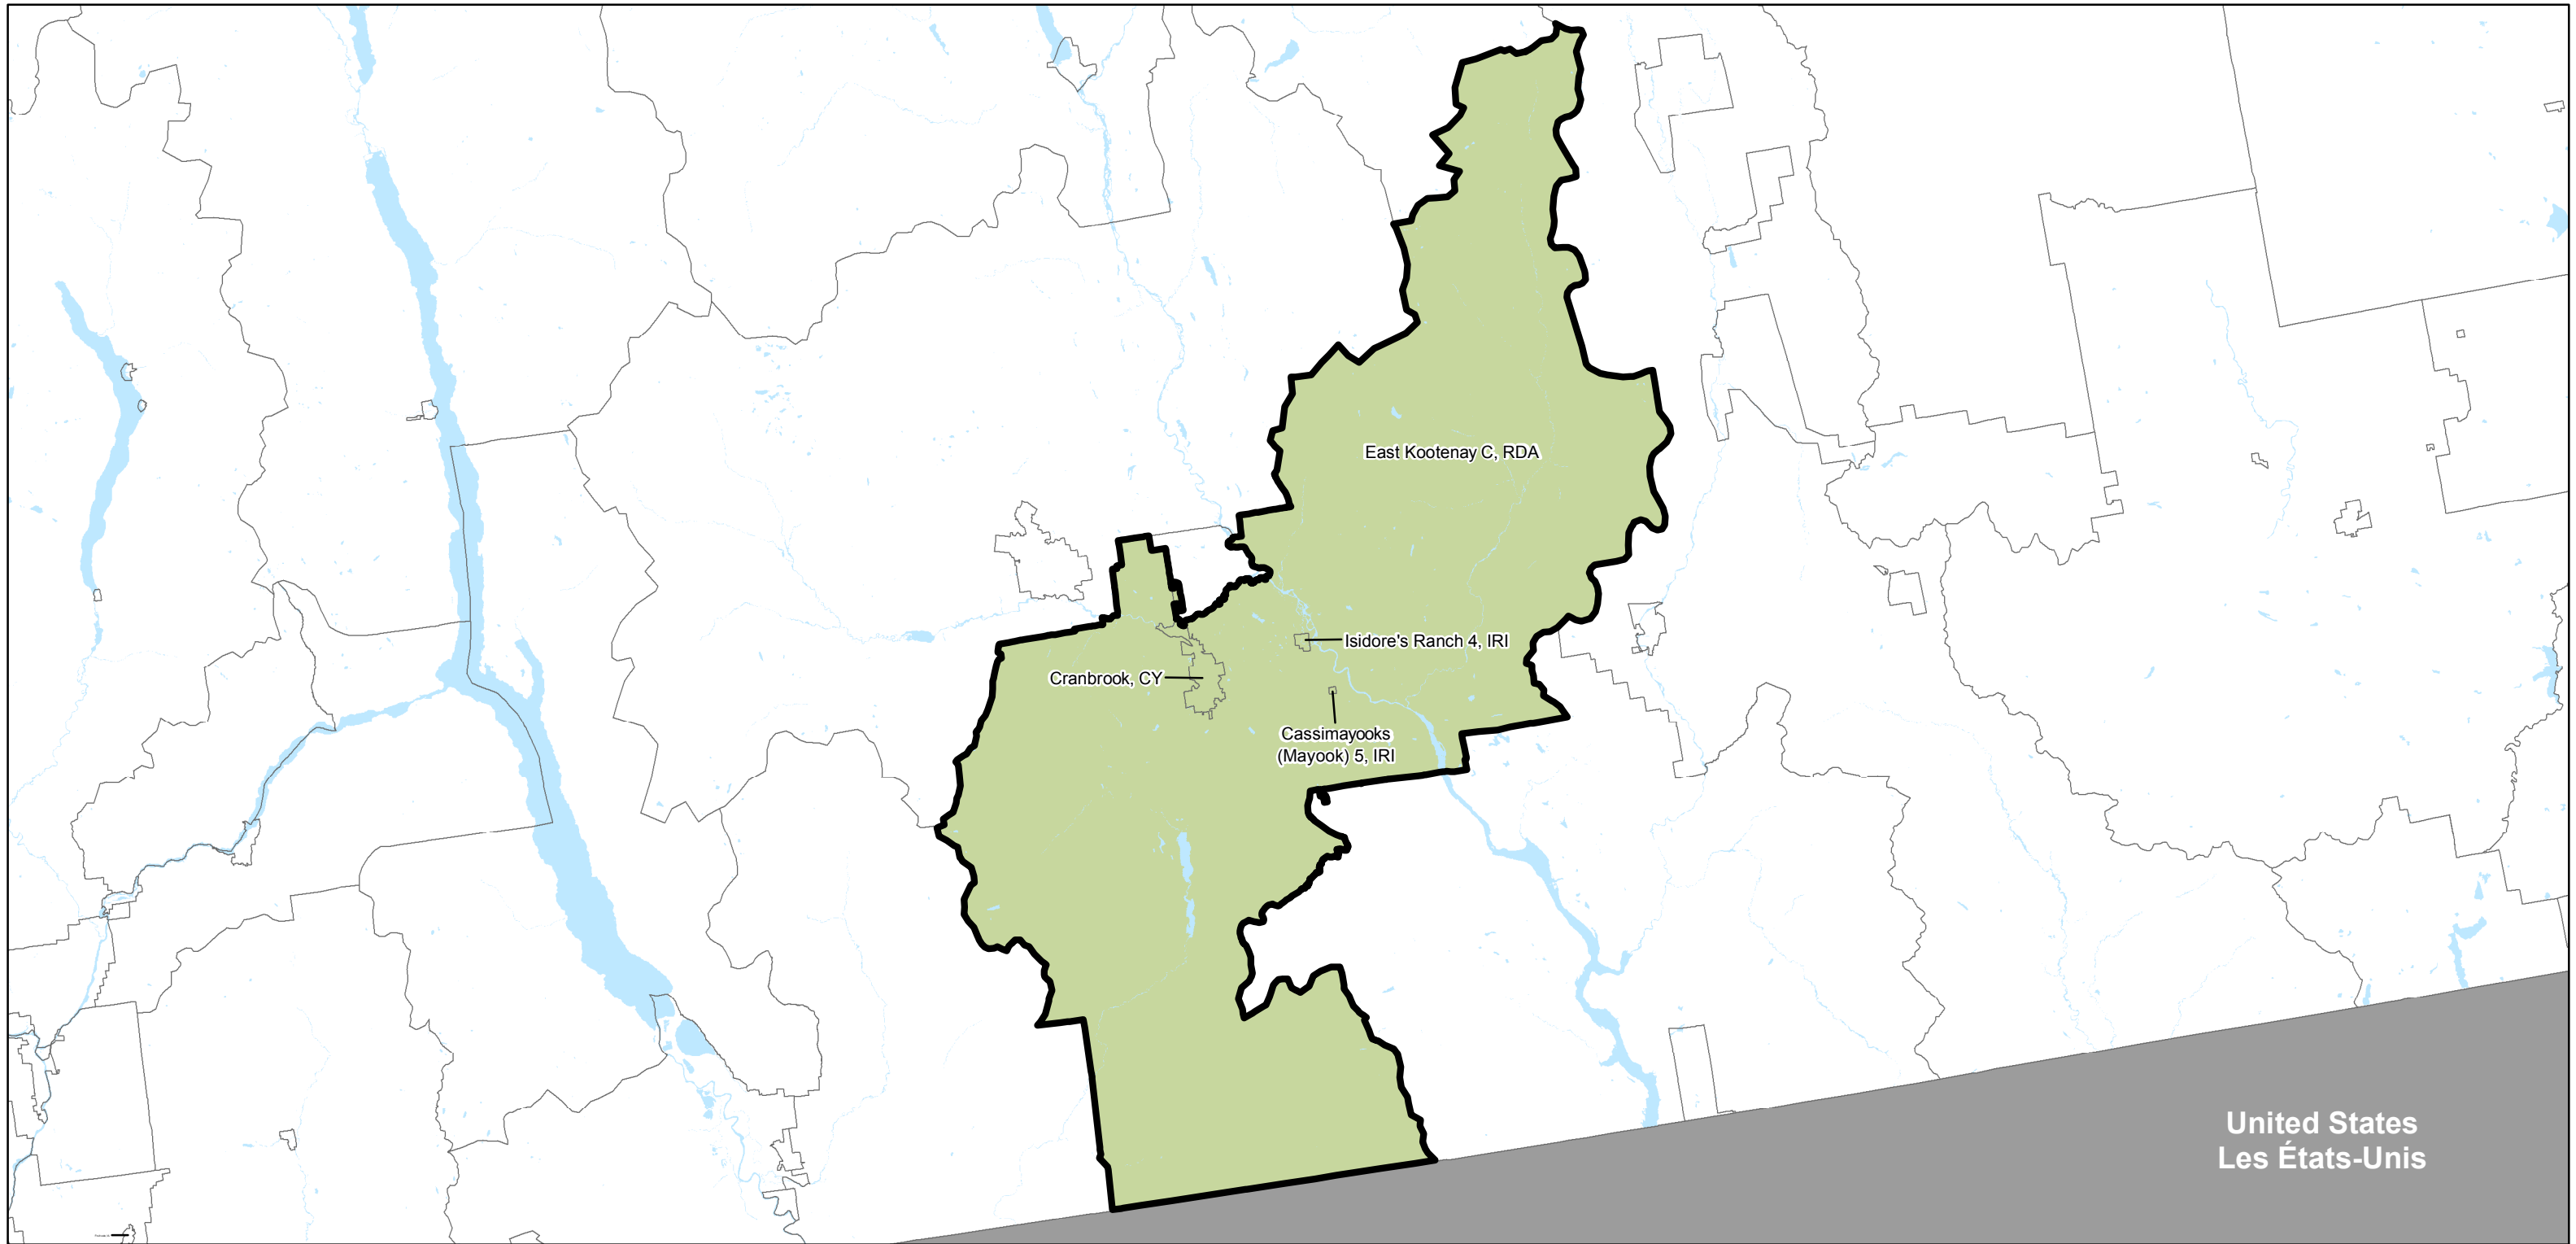 East Kootenay C, RDA
Isidore's Ranch 4, IRI
Cranbrook, CY
Cassimayooks
(Mayook) 5, IRI
United States
Les États-Unis